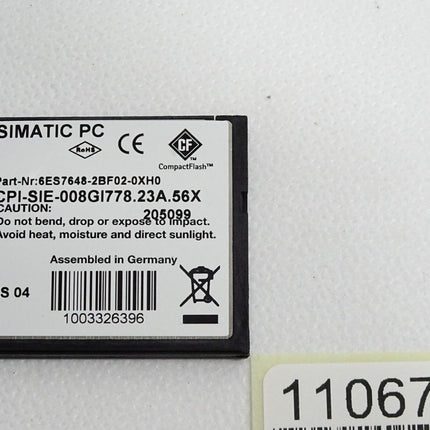 SIMATIC PC
RoHS
CE
CF
CompactFlash™
Part-Nr:6ES7648-2BF02-0XH0
CPI-SIE-008GI778.23A.56X
CAUTION:
205099
Do not bend, drop or expose to impact.
Avoid heat, moisture and direct sunlight.
Assembled in Germany
S 04
1003326396
11067